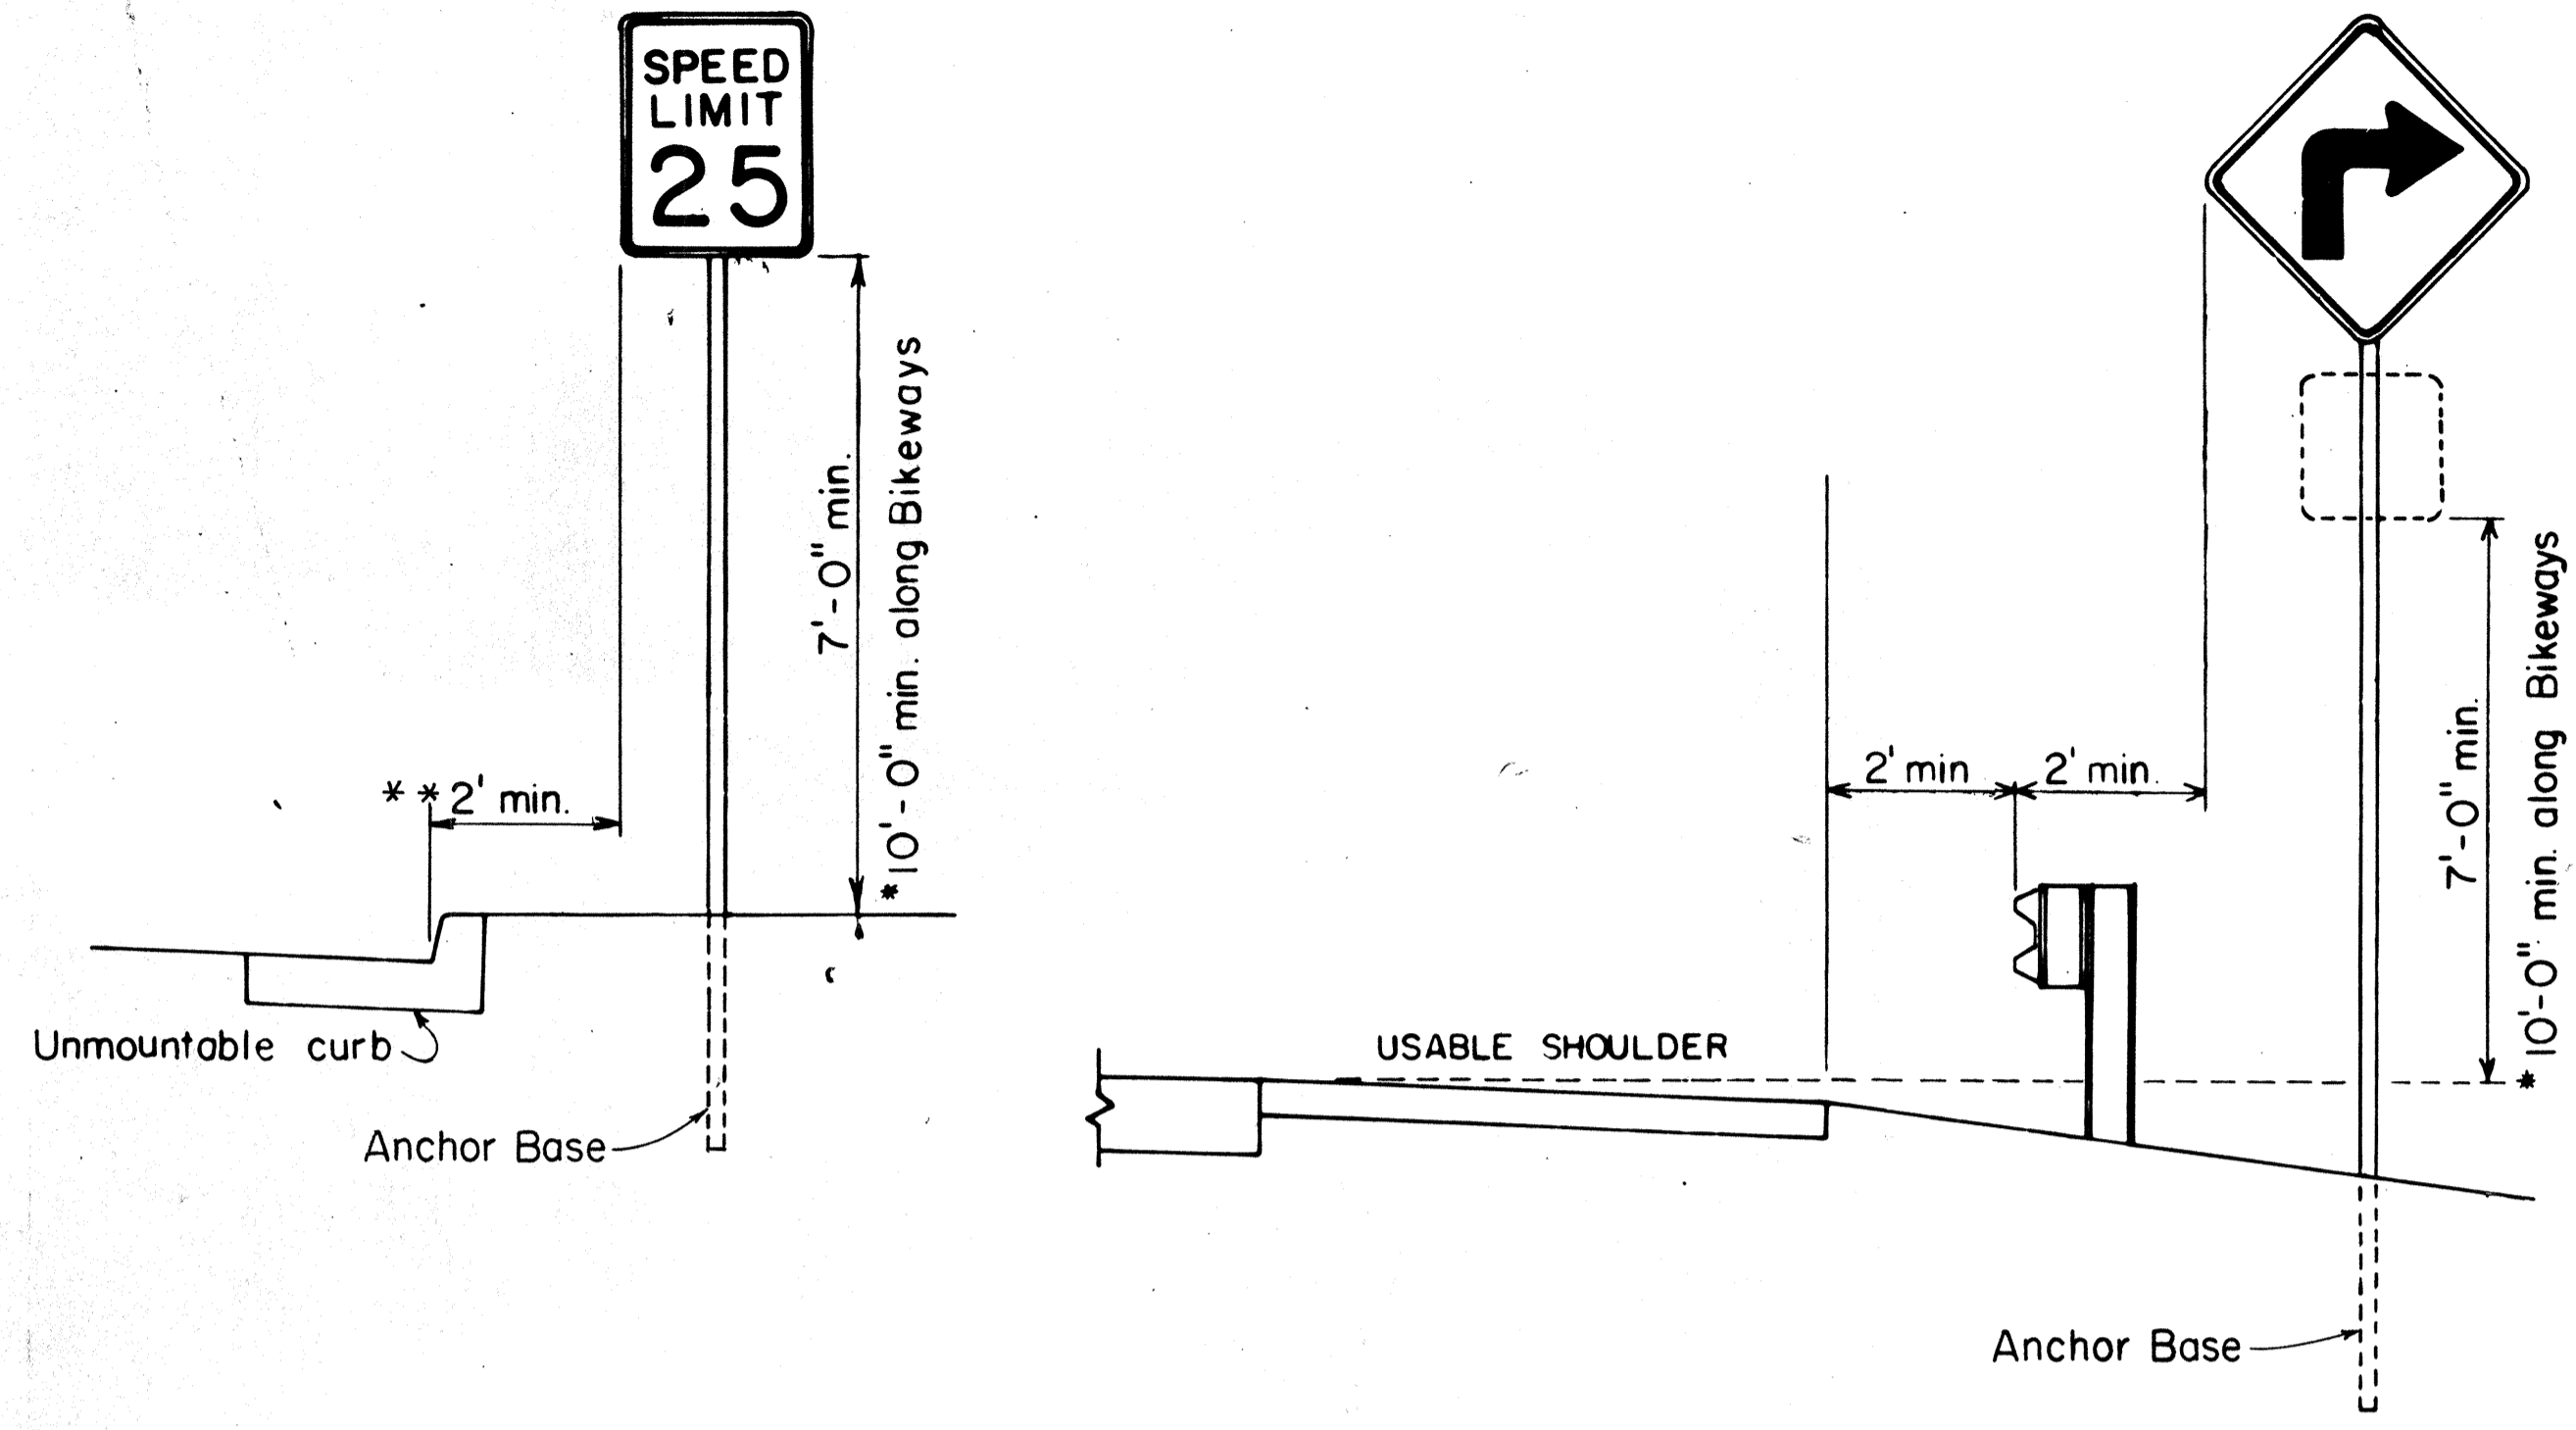 SPEED
LIMIT
25
7'-0" min.
*10'-0" min. along Bikeways
**2' min.
Unmountable curb
Anchor Base
2' min
2' min.
7'-0" min.
*10'-0" min. along Bikeways
USABLE SHOULDER
Anchor Base